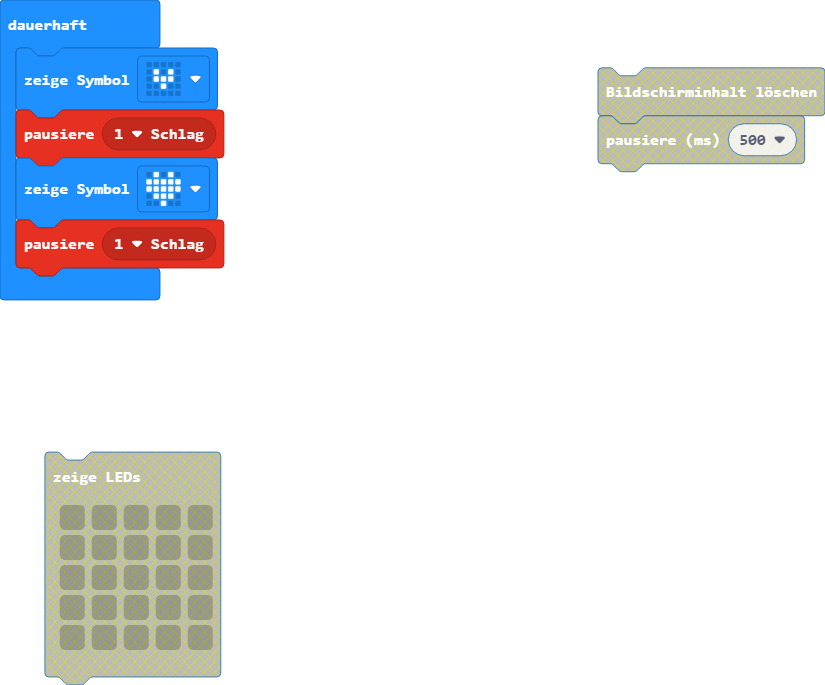 dauerhaft
zeige Symbol
pausiere 1 Schlag
zeige Symbol
pausiere 1 Schlag
Bildschirminhalt löschen
pausiere (ms) 500
zeige LEDs